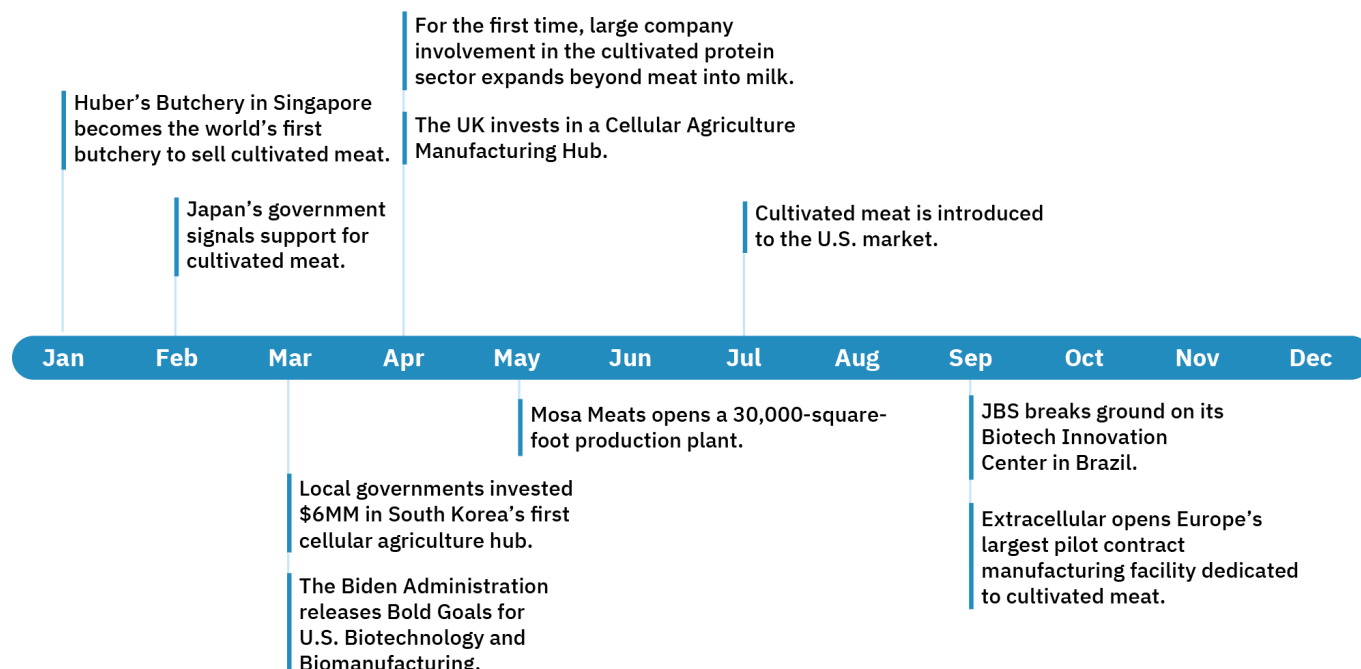 For the first time, large company
involvement in the cultivated protein
sector expands beyond meat into milk.
Huber’s Butchery in Singapore
becomes the world’s first
butchery to sell cultivated meat.
The UK invests in a Cellular Agriculture
Manufacturing Hub.
Japan’s government
signals support for
cultivated meat.
Cultivated meat is introduced
to the U.S. market.
Jan Feb Mar Apr May Jun Jul Aug Sep Oct Nov Dec
Mosa Meats opens a 30,000-square-
foot production plant.
JBS breaks ground on its
Biotech Innovation
Center in Brazil.
Local governments invested
$6MM in South Korea’s first
cellular agriculture hub.
Extracellular opens Europe’s
largest pilot contract
manufacturing facility dedicated
to cultivated meat.
The Biden Administration
releases Bold Goals for
U.S. Biotechnology and
Biomanufacturing.